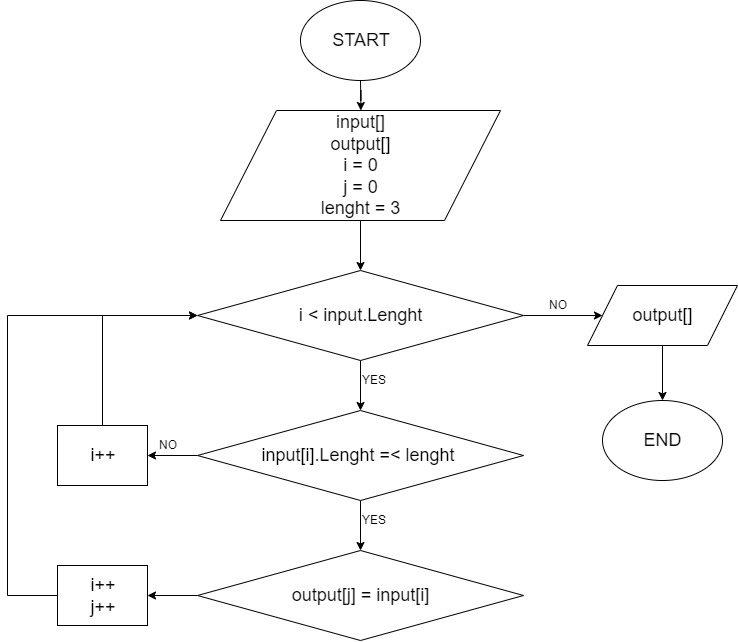 START
input[]
output[]
i = 0
j = 0
lenght = 3
i < input.Lenght
NO
output[]
YES
END
i++
NO
input[i].Lenght =< lenght
YES
i++
j++
output[j] = input[i]